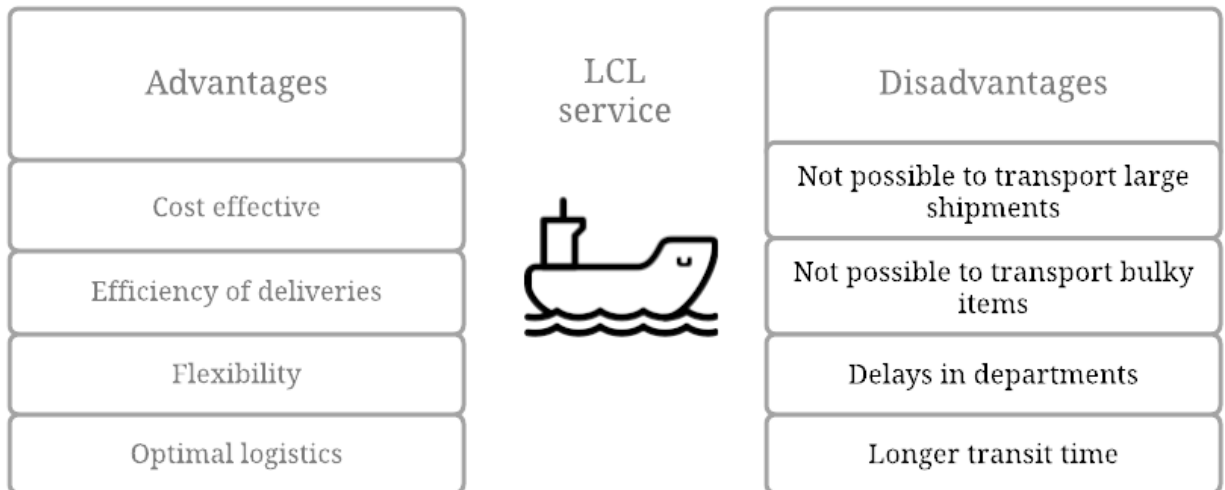 Advantages
Cost effective
Efficiency of deliveries
Flexibility
Optimal logistics
LCL
service
Disadvantages
Not possible to transport large
shipments
Not possible to transport bulky
items
Delays in departments
Longer transit time